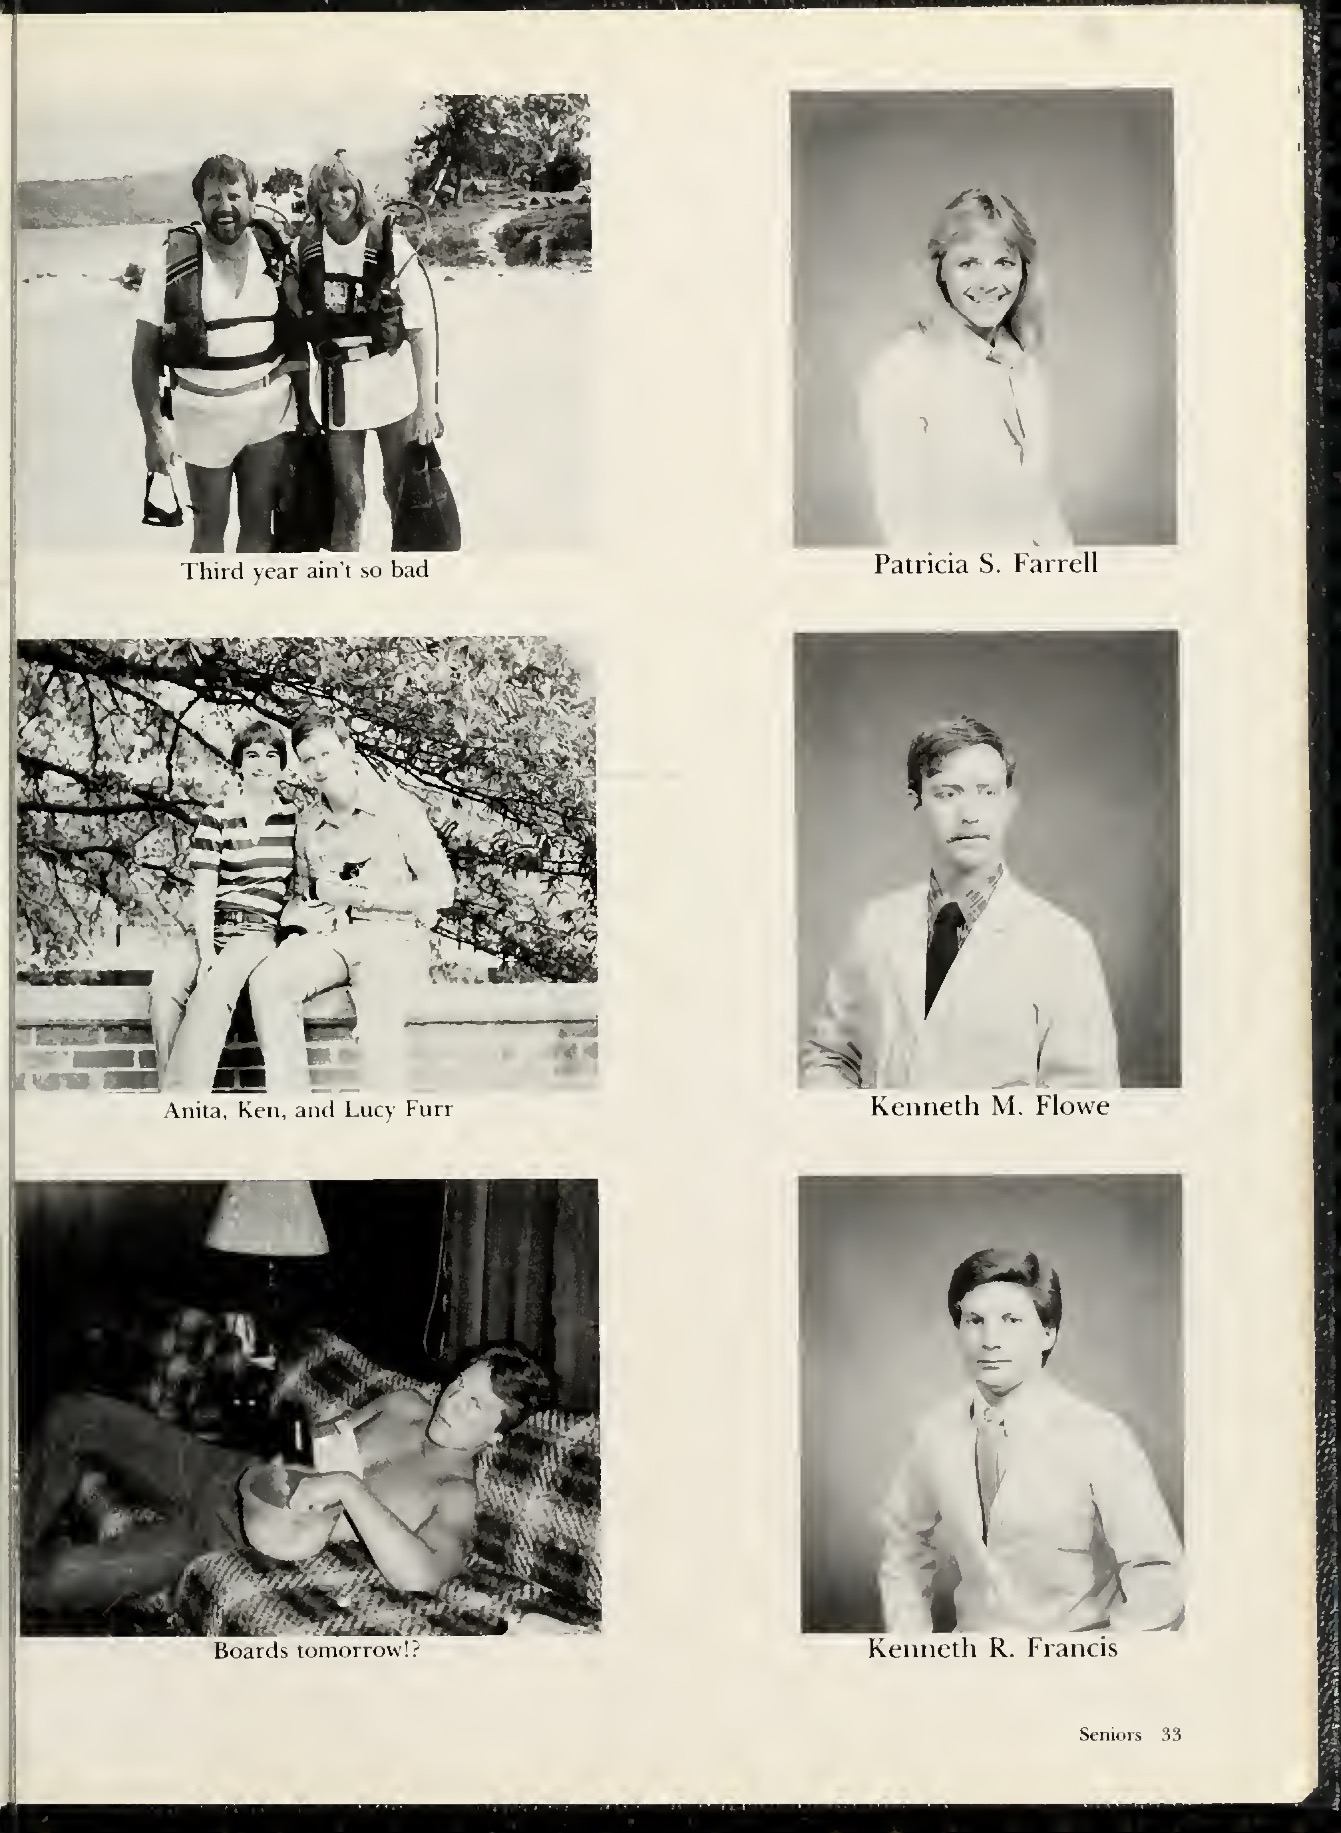 Third year ain't so bad
Patricia S. Farrell
Anita, Ken, and Lucy Furr
Kenneth M. Flowe
Boards tomorrow!?
Kenneth R. Francis
Seniors 33